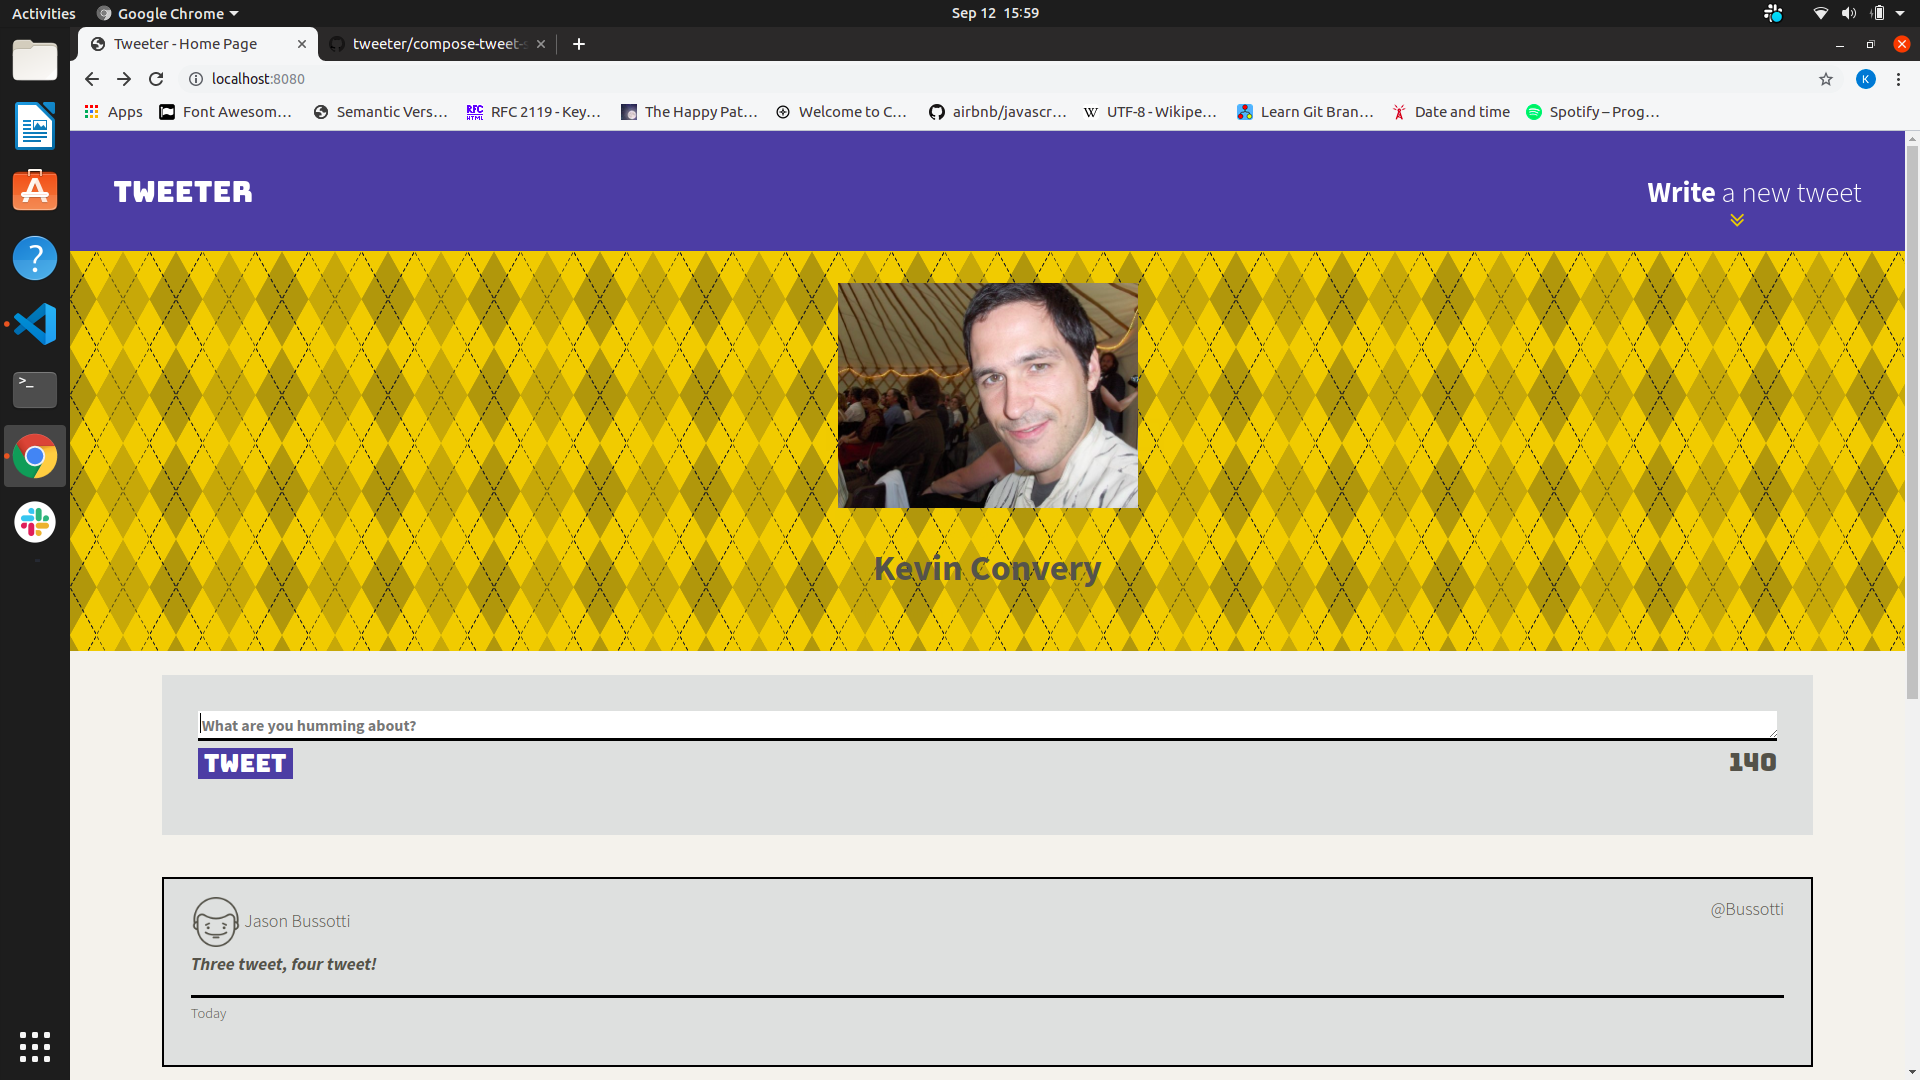 Activities Google Chrome Sep 12 15:59
Tweeter - Home Page tweeter/compose-tweet-
localhost:8080 K
Apps Font Awesom… Semantic Vers… RFC 2119 - Key… The Happy Pat… Welcome to C… airbnb/javascr… UTF-8 - Wikipe… Learn Git Bran… Date and time Spotify – Prog…
TWEETER Write a new tweet
Kevin Convery
What are you humming about?
TWEET 140
Jason Bussotti @Bussotti
Three tweet, four tweet!
Today